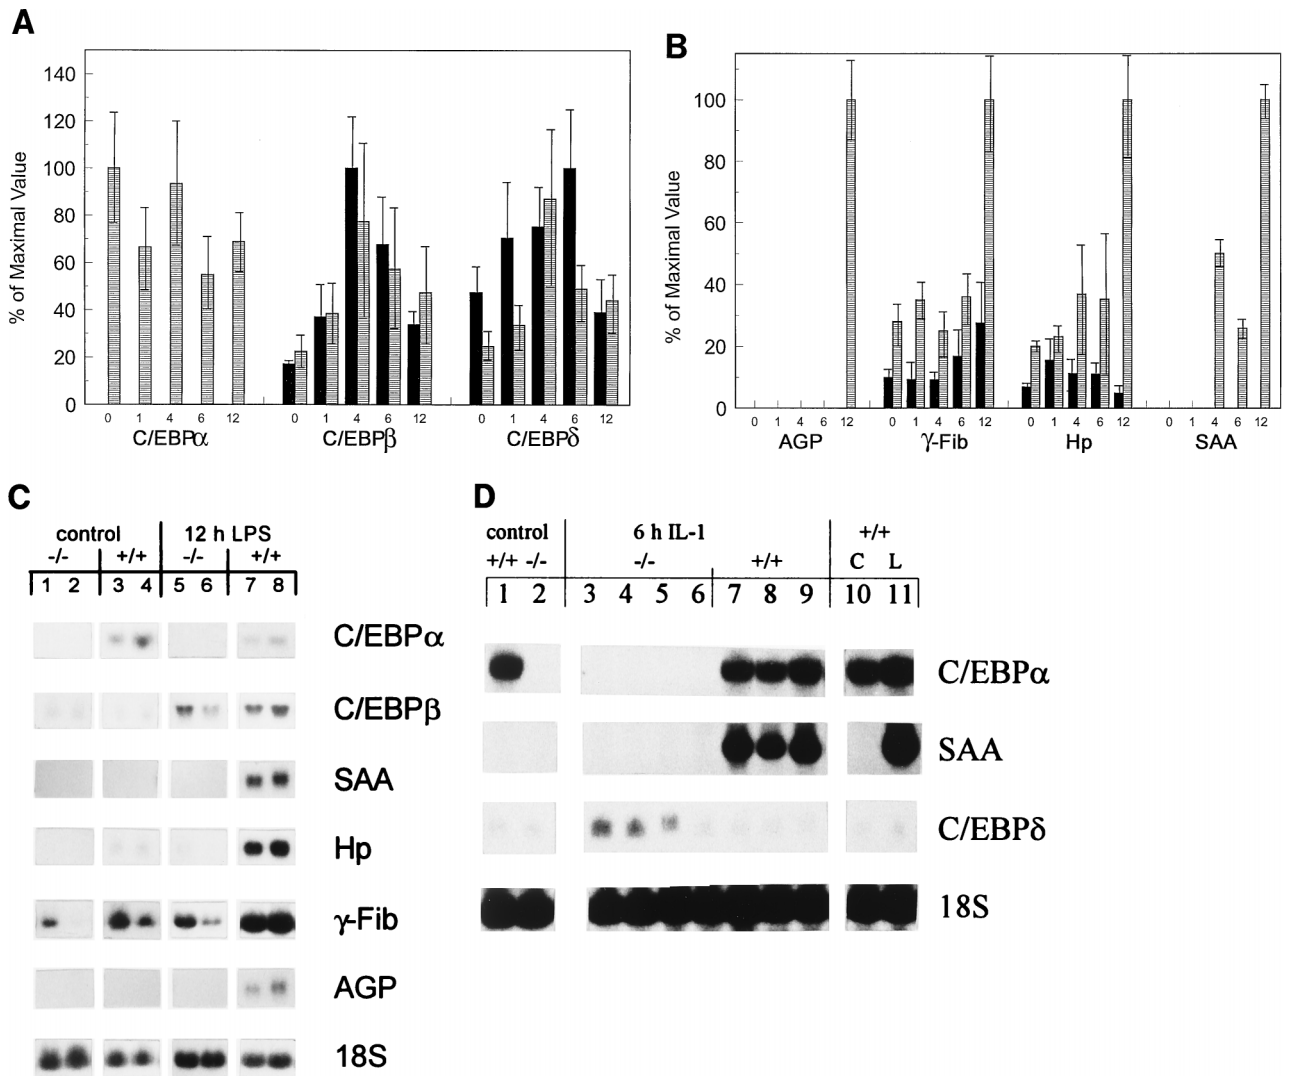 A
% of Maximal Value
140
120
100
80
60
40
20
0
0 1 4 6 12 0 1 4 6 12 0 1 4 6 12
C/EBPα C/EBPβ C/EBPδ
B
% of Maximal Value
100
80
60
40
20
0
0 1 4 6 12 0 1 4 6 12 0 1 4 6 12 0 1 4 6 12
AGP γ-Fib Hp SAA
C
control 12 h LPS
-/- +/+ -/- +/+
1 2 3 4 5 6 7 8
C/EBPα
C/EBPβ
SAA
Hp
γ-Fib
AGP
18S
D
control 6 h IL-1 +/+
+/+ -/- -/- +/+ C L
1 2 3 4 5 6 7 8 9 10 11
C/EBPα
SAA
C/EBPδ
18S